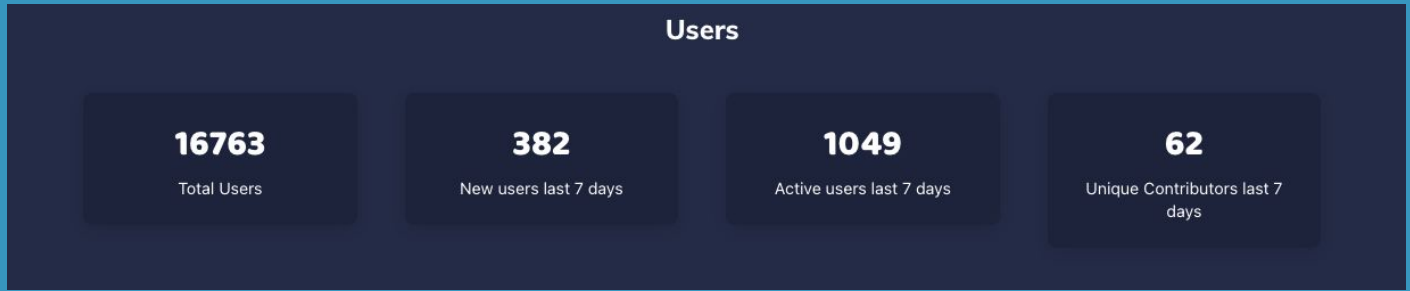 Users
16763
Total Users
382
New users last 7 days
1049
Active users last 7 days
62
Unique Contributors last 7
days